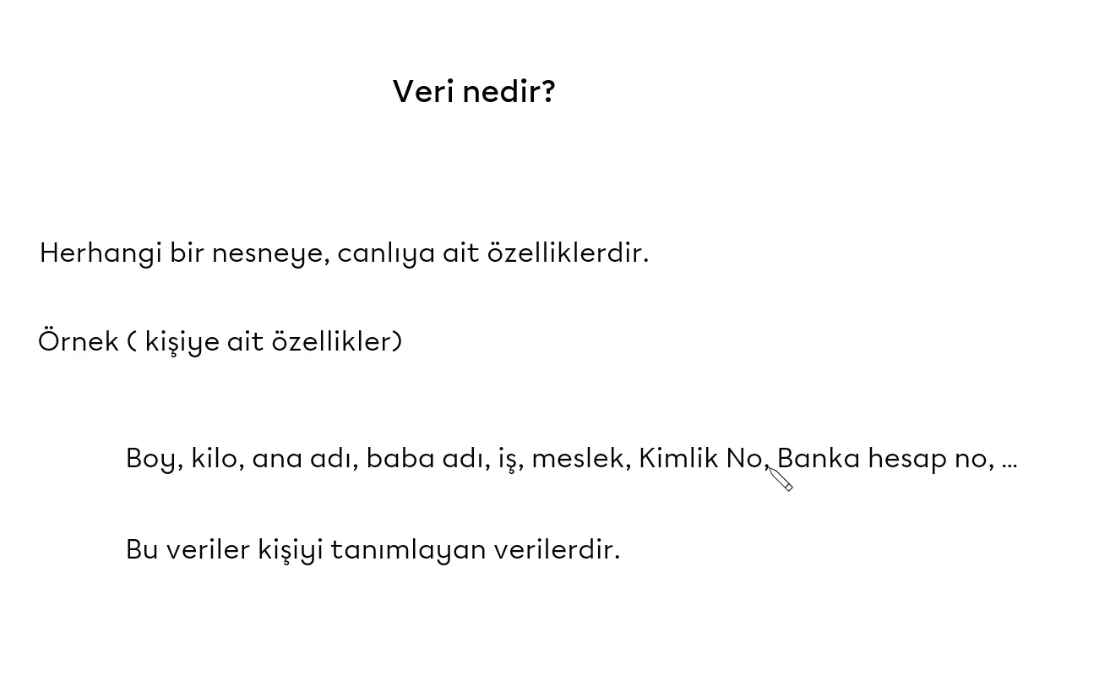 Veri nedir?
Herhangi bir nesneye, canlıya ait özelliklerdir.
Örnek ( kişiye ait özellikler)
Boy, kilo, ana adı, baba adı, iş, meslek, Kimlik No, Banka hesap no, ...
Bu veriler kişiyi tanımlayan verilerdir.